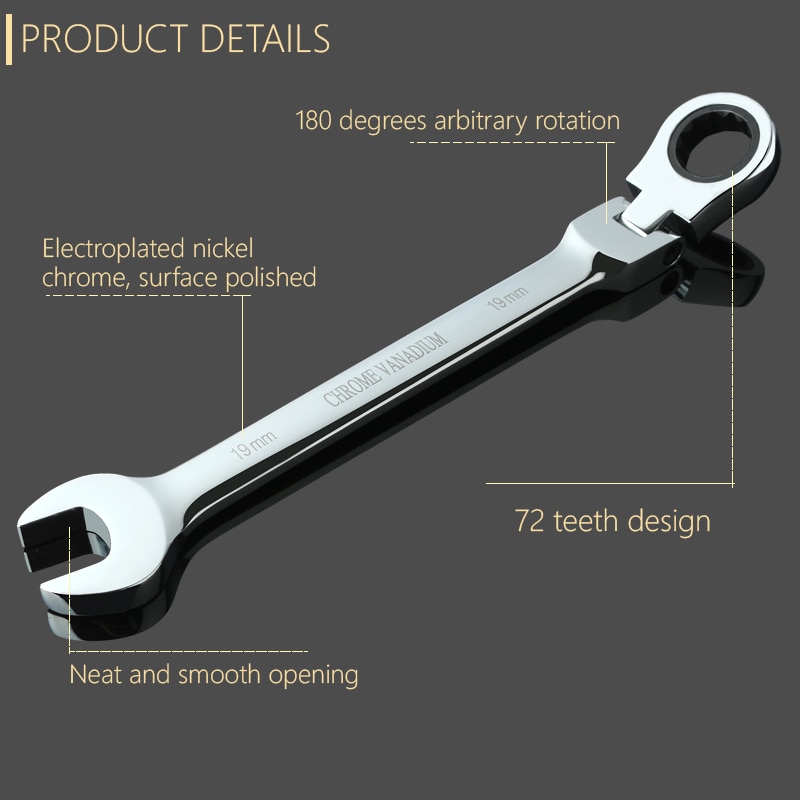 PRODUCT DETAILS
180 degrees arbitrary rotation
Electroplated nickel
chrome, surface polished
19mm
CHROME VANADIUM
19mm
72 teeth design
Neat and smooth opening